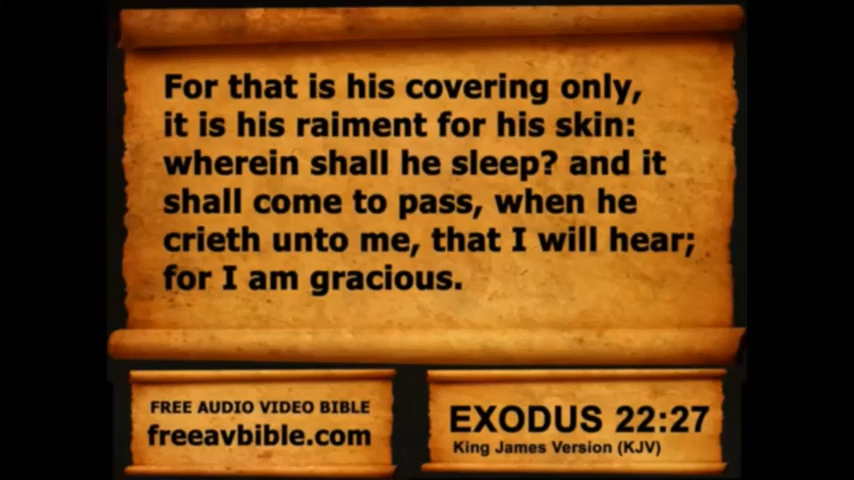 For that is his covering only,
it is his raiment for his skin:
wherein shall he sleep? and it
shall come to pass, when he
crieth unto me, that I will hear;
for I am gracious.
FREE AUDIO VIDEO BIBLE
freeavbible.com
EXODUS 22:27
King James Version (KJV)